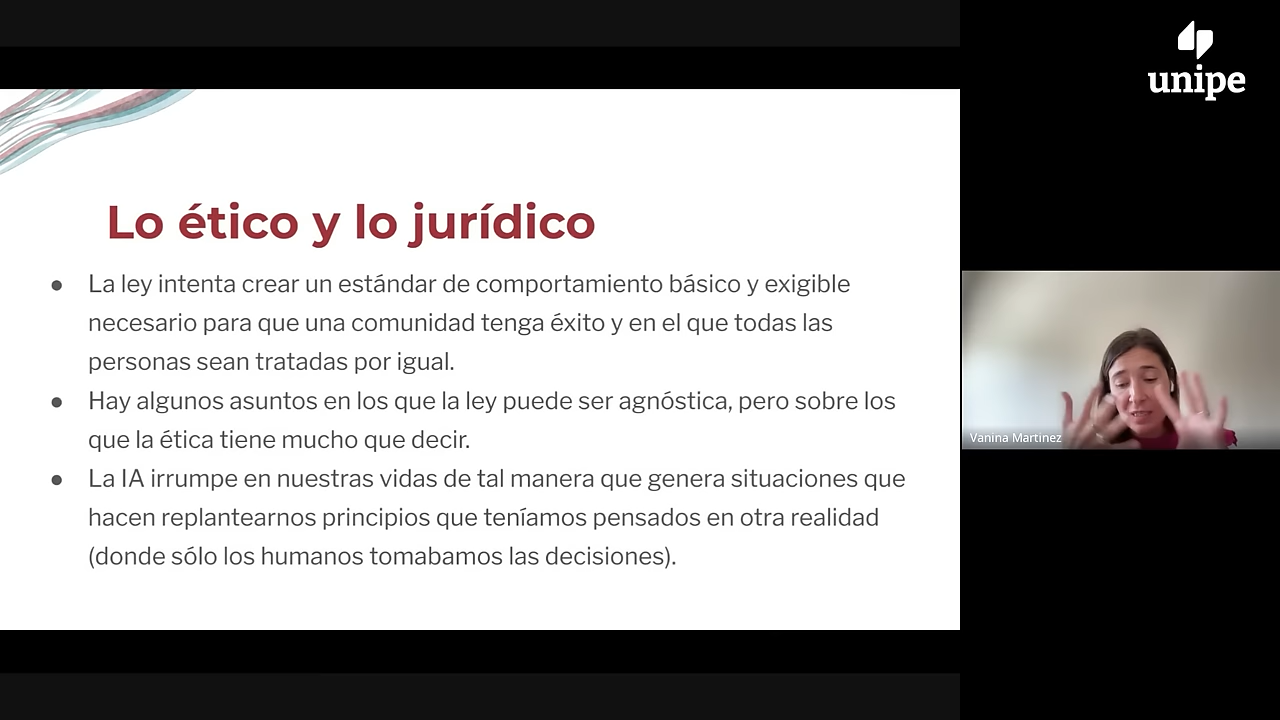 unipe
Lo ético y lo jurídico
● La ley intenta crear un estándar de comportamiento básico y exigible
necesario para que una comunidad tenga éxito y en el que todas las
personas sean tratadas por igual.
● Hay algunos asuntos en los que la ley puede ser agnóstica, pero sobre los
que la ética tiene mucho que decir.
● La IA irrumpe en nuestras vidas de tal manera que genera situaciones que
hacen replantearnos principios que teníamos pensados en otra realidad
(donde sólo los humanos tomabamos las decisiones).
Vanina Martinez